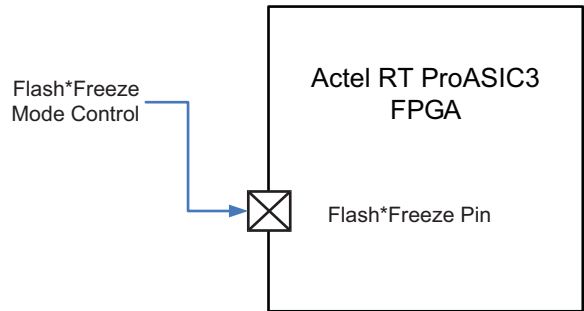 Flash*Freeze
Mode Control
Actel RT ProASIC3
FPGA
Flash*Freeze Pin